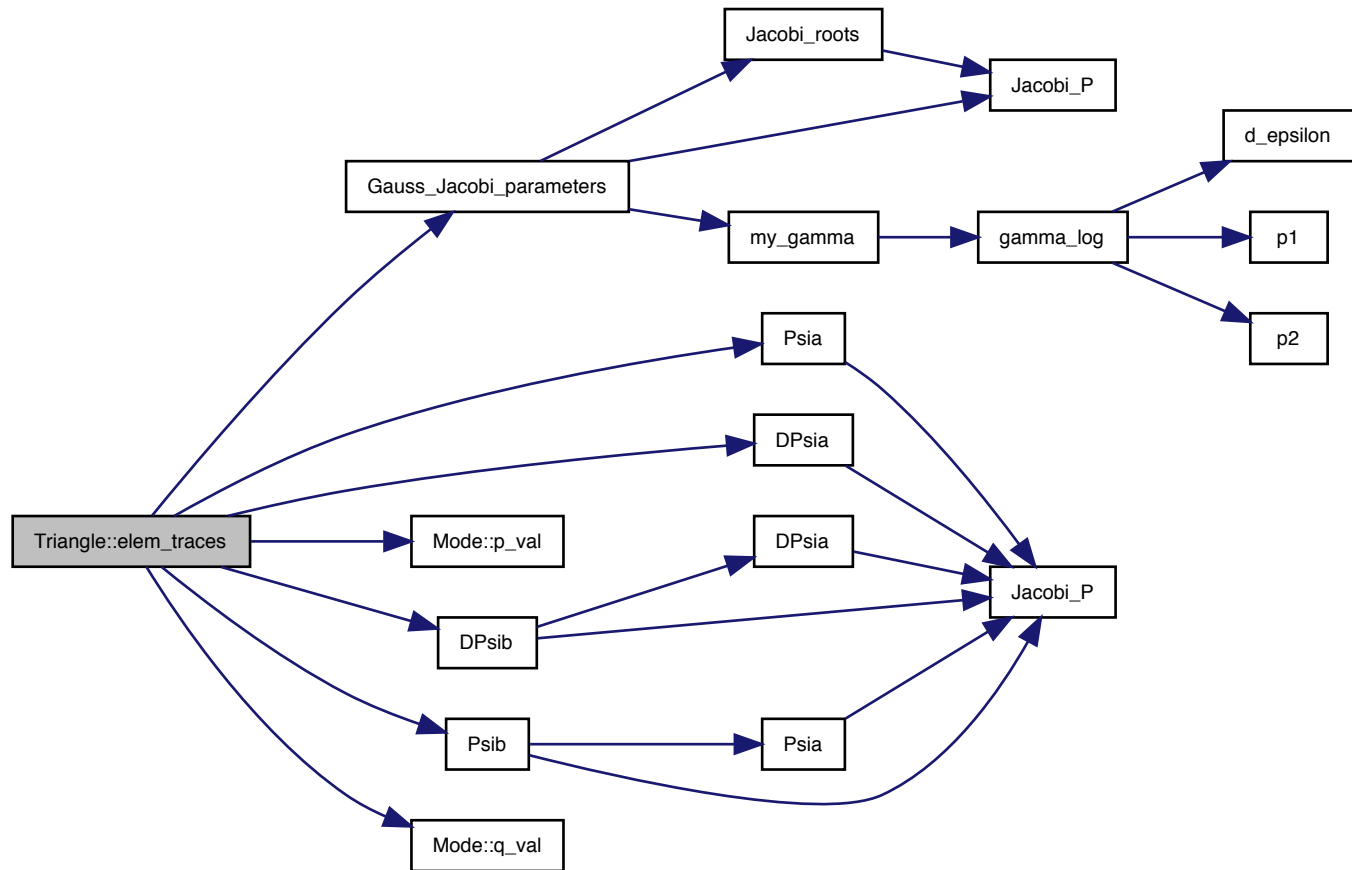 Jacobi_roots
Jacobi_P
d_epsilon
Gauss_Jacobi_parameters
my_gamma
gamma_log
p1
Psia
p2
DPsia
Triangle::elem_traces
Mode::p_val
DPsia
Jacobi_P
DPsib
Psib
Psia
Mode::q_val